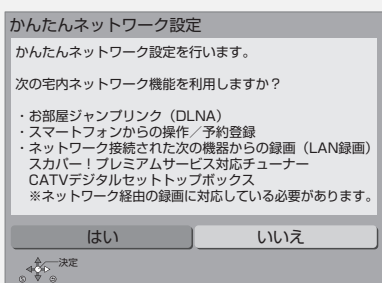 かんたんネットワーク設定
かんたんネットワーク設定を行います。
次の宅内ネットワーク機能を利用しますか？
・お部屋ジャンプリンク（DLNA）
・スマートフォンからの操作／予約登録
・ネットワーク接続された次の機器からの録画（LAN録画）
スカパー！プレミアムサービス対応チューナー
CATVデジタルセットトップボックス
※ネットワーク経由の録画に対応している必要があります。
はい
いいえ
決定